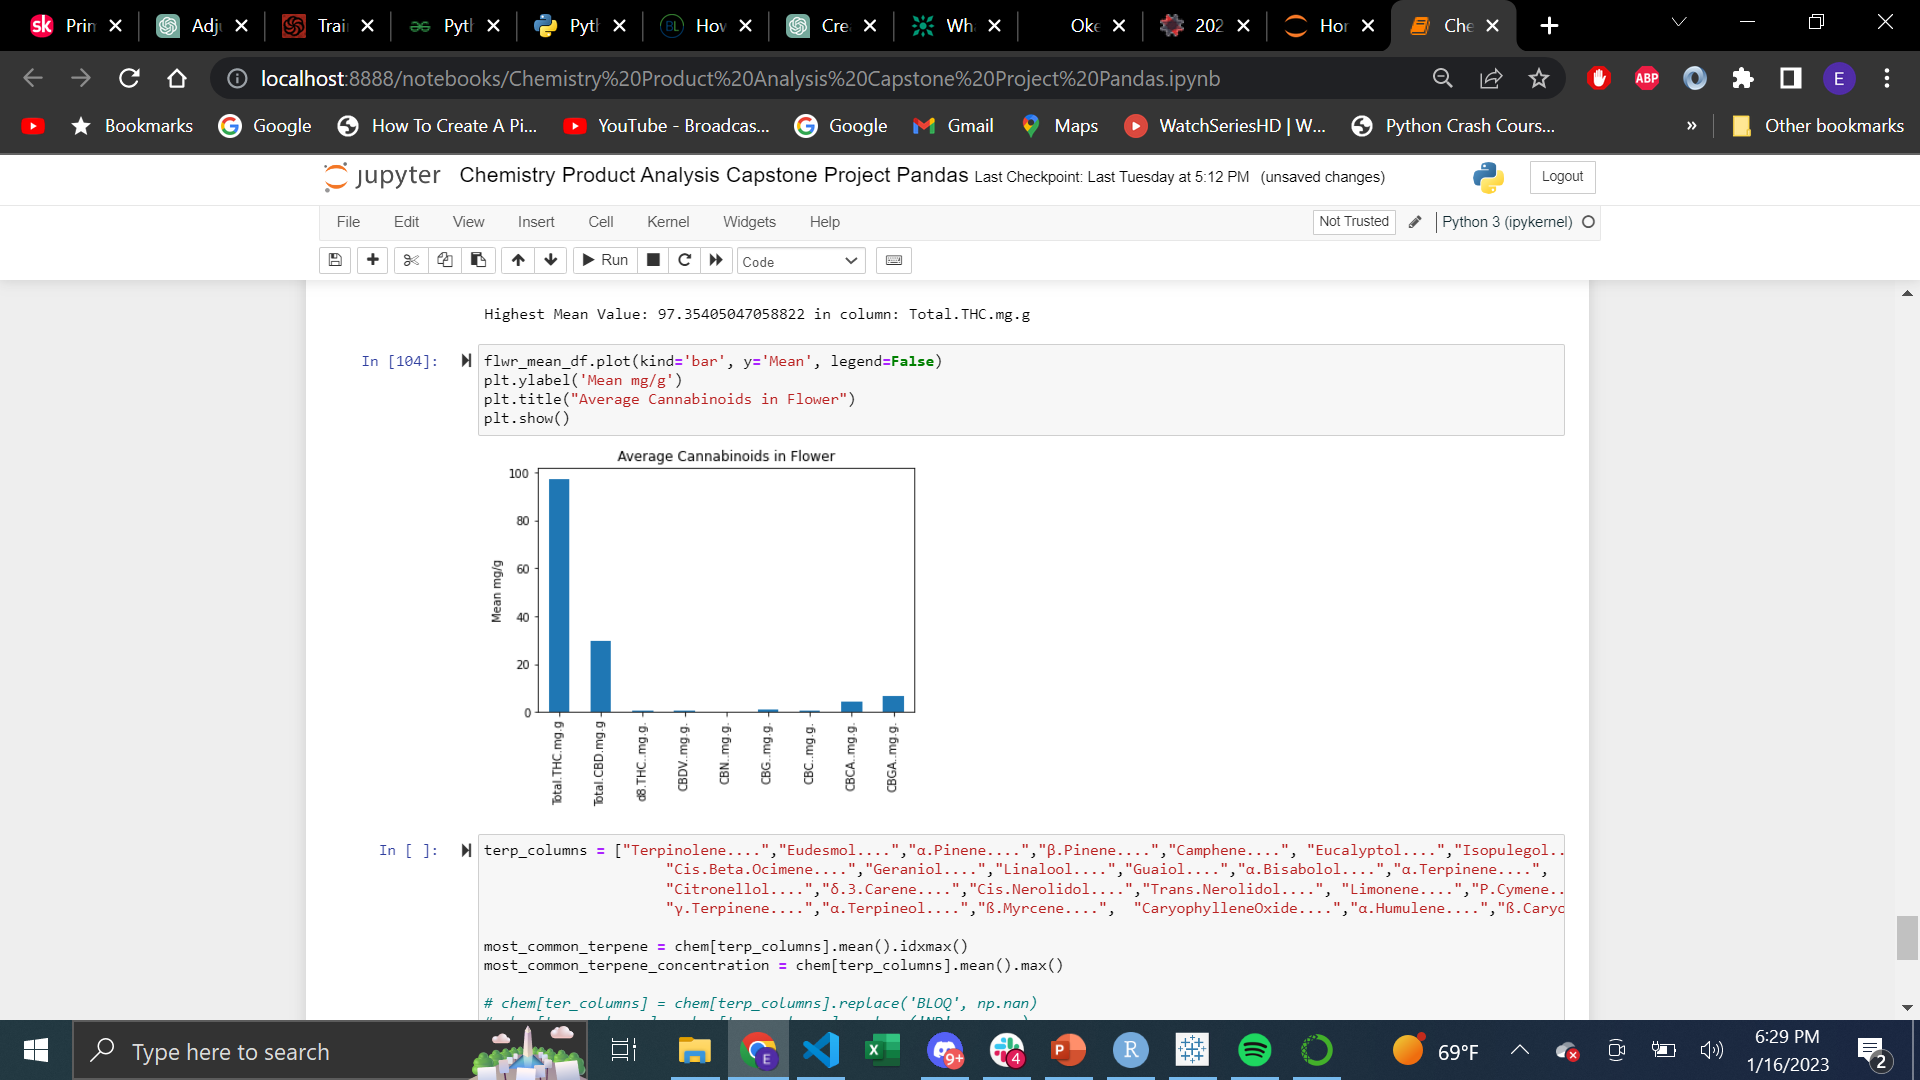 Prin
Adj
Trai
Pyth
Pyth
How
Crea
Wha
Oke
202
Hor
Che
localhost:8888/notebooks/Chemistry%20Product%20Analysis%20Capstone%20Project%20Pandas.ipynb
ABP
E
Bookmarks
Google
How To Create A Pi...
YouTube - Broadcas...
Google
Gmail
Maps
WatchSeriesHD | W...
Python Crash Cours...
»
Other bookmarks
jupyter Chemistry Product Analysis Capstone Project Pandas Last Checkpoint: Last Tuesday at 5:12 PM (unsaved changes)
Logout
File Edit View Insert Cell Kernel Widgets Help
Not Trusted
Python 3 (ipykernel)
Run
Code
Highest Mean Value: 97.35405047058822 in column: Total.THC.mg.g
In [104]:
flwr_mean_df.plot(kind='bar', y='Mean', legend=False)
plt.ylabel('Mean mg/g')
plt.title("Average Cannabinoids in Flower")
plt.show()
Average Cannabinoids in Flower
100
80
60
40
20
0
Mean mg/g
Total.THC.mg.g
Total.CBD.mg.g
d8.THC..mg.g.
CBDV..mg.g.
CBN..mg.g.
CBG..mg.g.
CBC..mg.g.
CBCA..mg.g.
CBGA..mg.g.
In [ ]:
terp_columns = ["Terpinolene....","Eudesmol....","α.Pinene....","β.Pinene....","Camphene....", "Eucalyptol....","Isopulegol..
"Cis.Beta.Ocimene....","Geraniol....","Linalool....","Guaiol....","α.Bisabolol....","α.Terpinene....",
"Citronellol....","δ.3.Carene....","Cis.Nerolidol....","Trans.Nerolidol....", "Limonene....","P.Cymene..
"γ.Terpinene....","α.Terpineol....","ß.Myrcene....", "CaryophylleneOxide....","α.Humulene....","ß.Caryo
most_common_terpene = chem[terp_columns].mean().idxmax()
most_common_terpene_concentration = chem[terp_columns].mean().max()
# chem[ter_columns] = chem[terp_columns].replace('BLOQ', np.nan)
Type here to search
E
9+
4
P
R
69°F
6:29 PM
1/16/2023
2